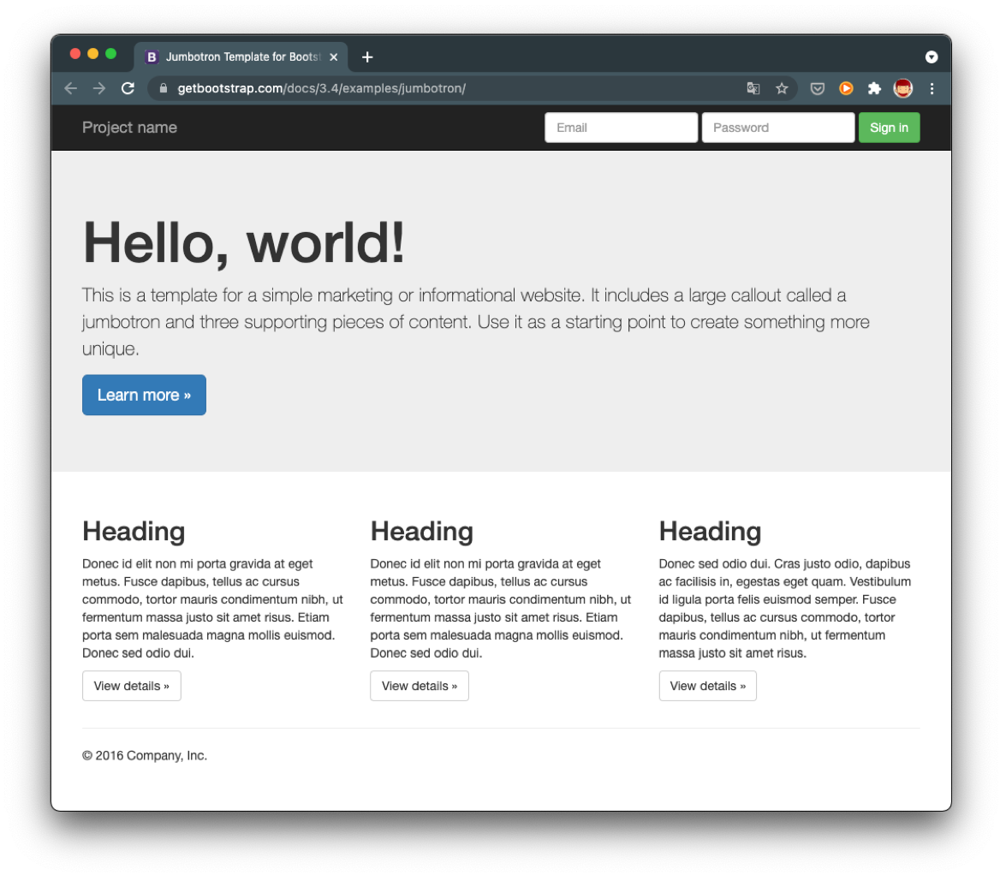 Jumbotron Template for Boots
getbootstrap.com/docs/3.4/examples/jumbotron/
Project name
Email
Password
Sign in
Hello, world!
This is a template for a simple marketing or informational website. It includes a large callout called a
jumbotron and three supporting pieces of content. Use it as a starting point to create something more
unique.
Learn more »
Heading
Donec id elit non mi porta gravida at eget
metus. Fusce dapibus, tellus ac cursus
commodo, tortor mauris condimentum nibh, ut
fermentum massa justo sit amet risus. Etiam
porta sem malesuada magna mollis euismod.
Donec sed odio dui.
View details »
Heading
Donec id elit non mi porta gravida at eget
metus. Fusce dapibus, tellus ac cursus
commodo, tortor mauris condimentum nibh, ut
fermentum massa justo sit amet risus. Etiam
porta sem malesuada magna mollis euismod.
Donec sed odio dui.
View details »
Heading
Donec sed odio dui. Cras justo odio, dapibus
ac facilisis in, egestas eget quam. Vestibulum
id ligula porta felis euismod semper. Fusce
dapibus, tellus ac cursus commodo, tortor
mauris condimentum nibh, ut fermentum
massa justo sit amet risus.
View details »
© 2016 Company, Inc.